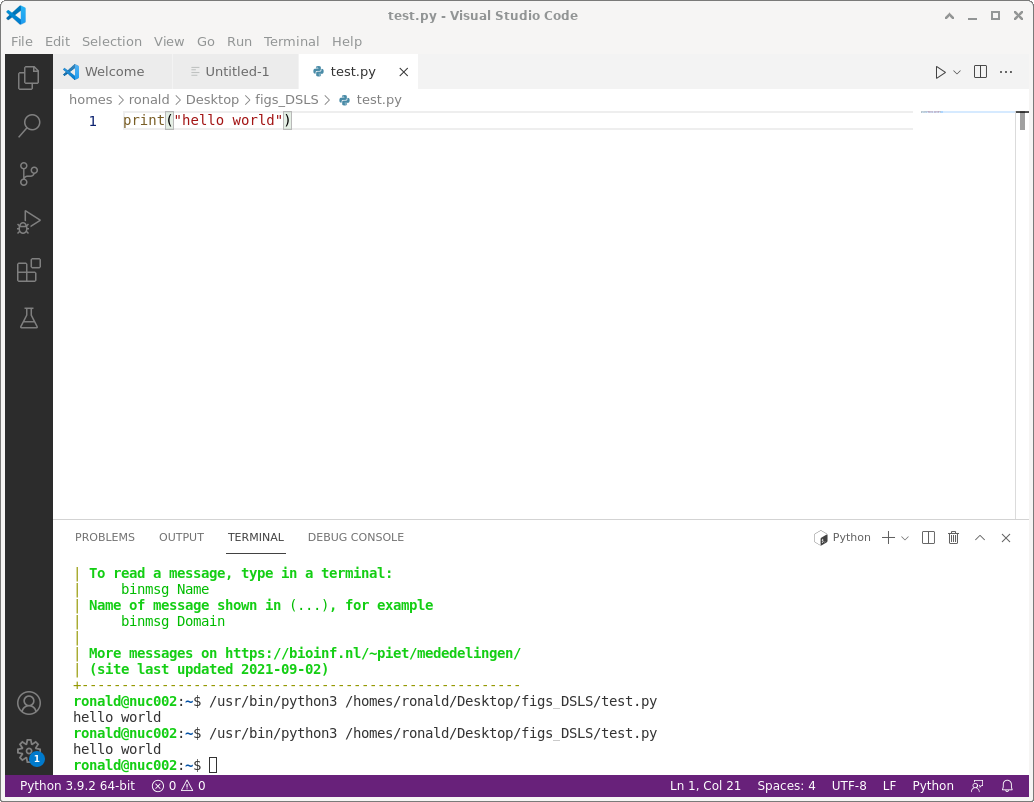 test.py - Visual Studio Code
File Edit Selection View Go Run Terminal Help
Welcome Untitled-1 test.py
homes > ronald > Desktop > figs_DSLS > test.py
1 print("hello world")
PROBLEMS OUTPUT TERMINAL DEBUG CONSOLE Python
| To read a message, type in a terminal:
|     binmsg Name
| Name of message shown in (...), for example
|     binmsg Domain
|
| More messages on https://bioinf.nl/~piet/mededelingen/
| (site last updated 2021-09-02)
+-------------------------------------------------------
ronald@nuc002:~$ /usr/bin/python3 /homes/ronald/Desktop/figs_DSLS/test.py
hello world
ronald@nuc002:~$ /usr/bin/python3 /homes/ronald/Desktop/figs_DSLS/test.py
hello world
ronald@nuc002:~$
1
Python 3.9.2 64-bit 0 0 Ln 1, Col 21 Spaces: 4 UTF-8 LF Python